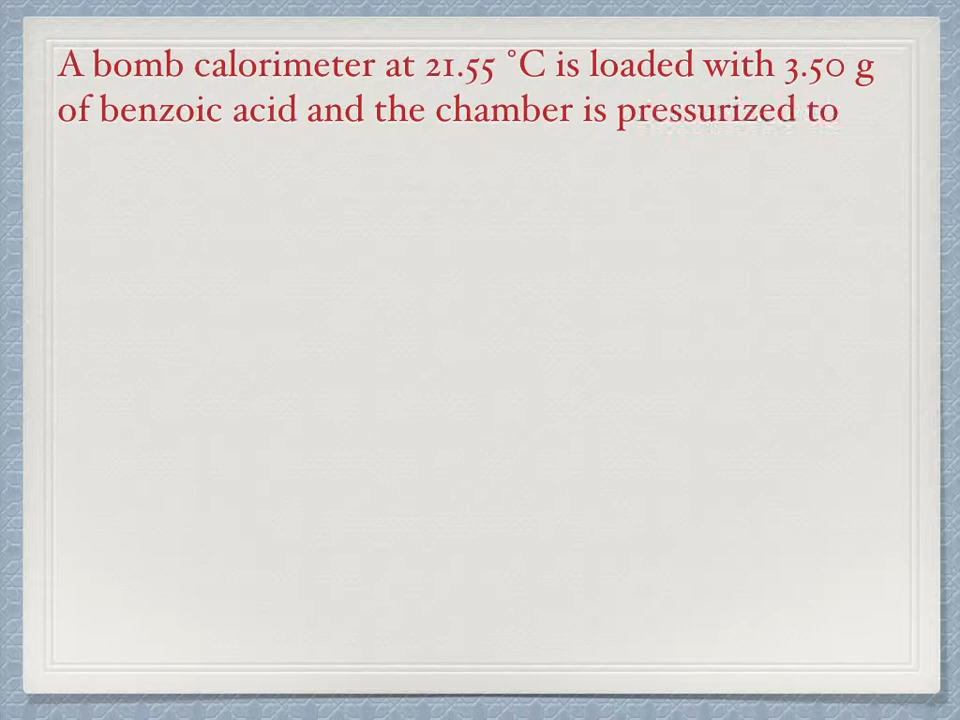 A bomb calorimeter at 21.55 °C is loaded with 3.50 g
of benzoic acid and the chamber is pressurized to